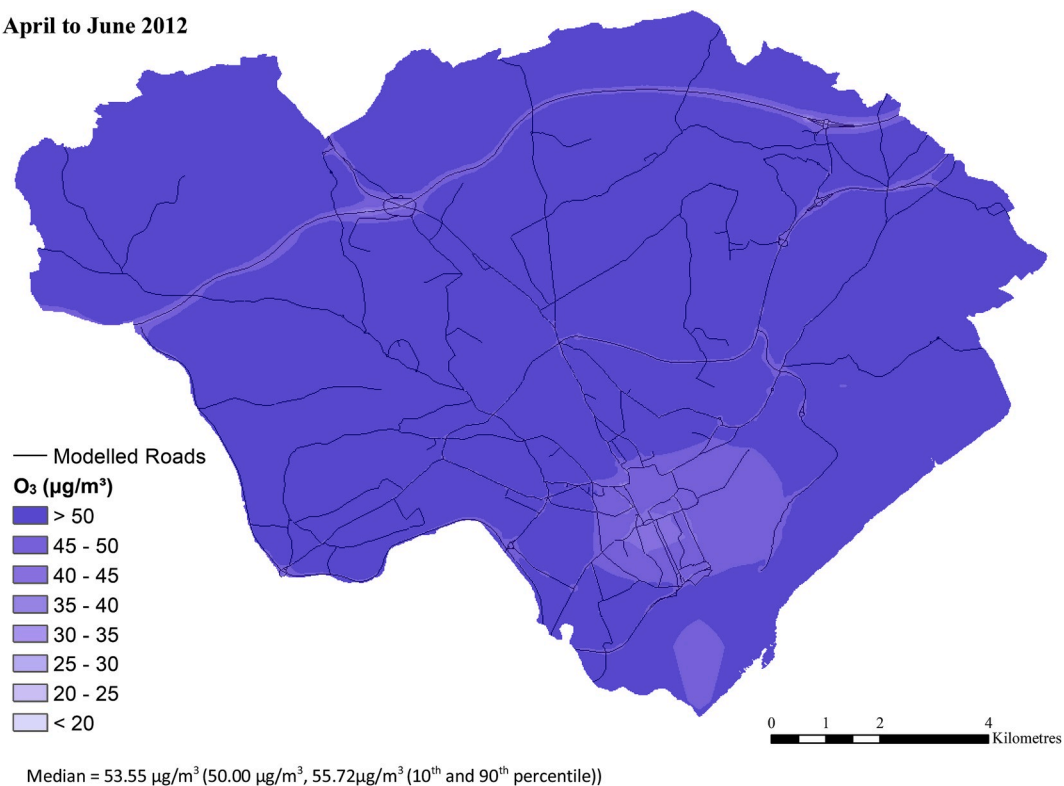 April to June 2012
Modelled Roads
O₃ (µg/m³)
> 50
45 - 50
40 - 45
35 - 40
30 - 35
25 - 30
20 - 25
< 20
0 1 2 4
Kilometres
Median = 53.55 µg/m³ (50.00 µg/m³, 55.72µg/m³ (10th and 90th percentile))